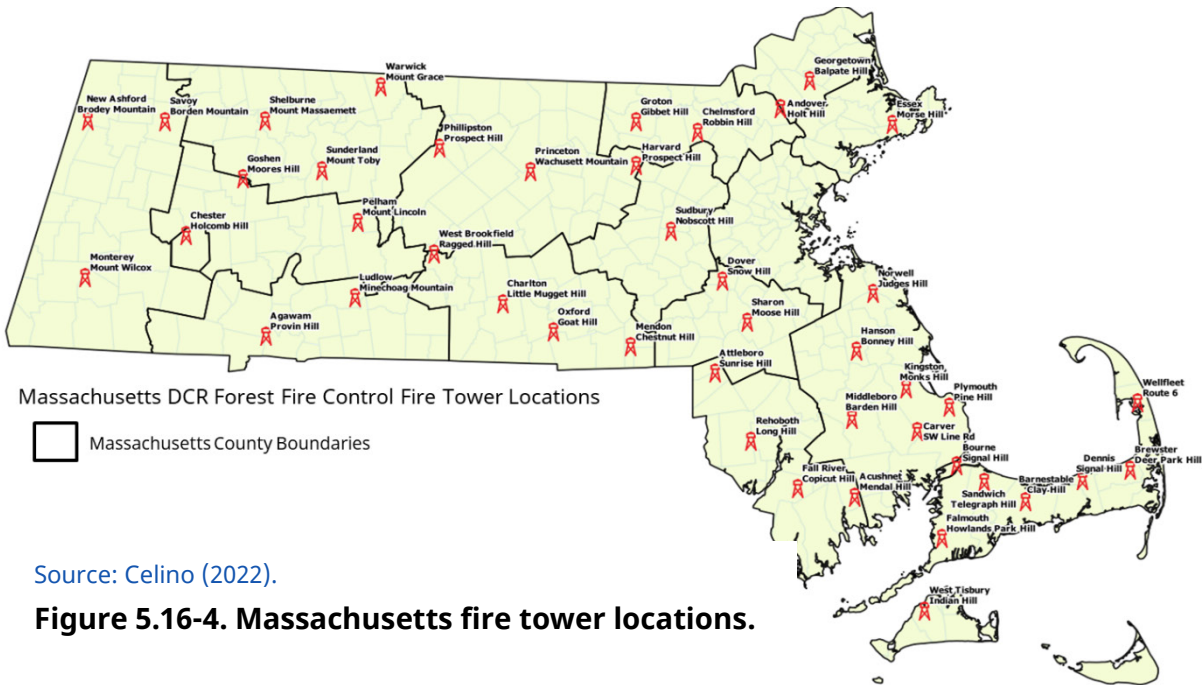 Warwick
Mount Grace
Georgetown
Balpate Hill
New Ashford
Brodey Mountain
Savoy
Borden Mountain
Shelburne
Mount Massaemett
Groton
Gibbet Hill
Chelmsford
Robbin Hill
Andover
Holt Hill
Essex
Morse Hill
Phillipston
Prospect Hill
Goshen
Moores Hill
Sunderland
Mount Toby
Princeton
Wachusett Mountain
Harvard
Prospect Hill
Chester
Holcomb Hill
Pelham
Mount Lincoln
Sudbury
Nobscott Hill
West Brookfield
Ragged Hill
Monterey
Mount Wilcox
Ludlow
Minechoag Mountain
Charlton
Little Mugget Hill
Dover
Snow Hill
Norwell
Judges Hill
Agawam
Provin Hill
Oxford
Goat Hill
Mendon
Chestnut Hill
Sharon
Moose Hill
Hanson
Bonney Hill
Attleboro
Sunrise Hill
Kingston
Monks Hill
Plymouth
Pine Hill
Wellfleet
Route 6
Middleboro
Barden Hill
Carver
SW Line Rd
Rehoboth
Long Hill
Bourne
Signal Hill
Fall River
Copicut Hill
Acushnet
Mendal Hill
Sandwich
Telegraph Hill
Barnestable
Clay Hill
Dennis
Signal Hill
Brewster
Deer Park Hill
Falmouth
Howlands Park Hill
West Tisbury
Indian Hill
Massachusetts DCR Forest Fire Control Fire Tower Locations
Massachusetts County Boundaries
Source: Celino (2022).
Figure 5.16-4. Massachusetts fire tower locations.